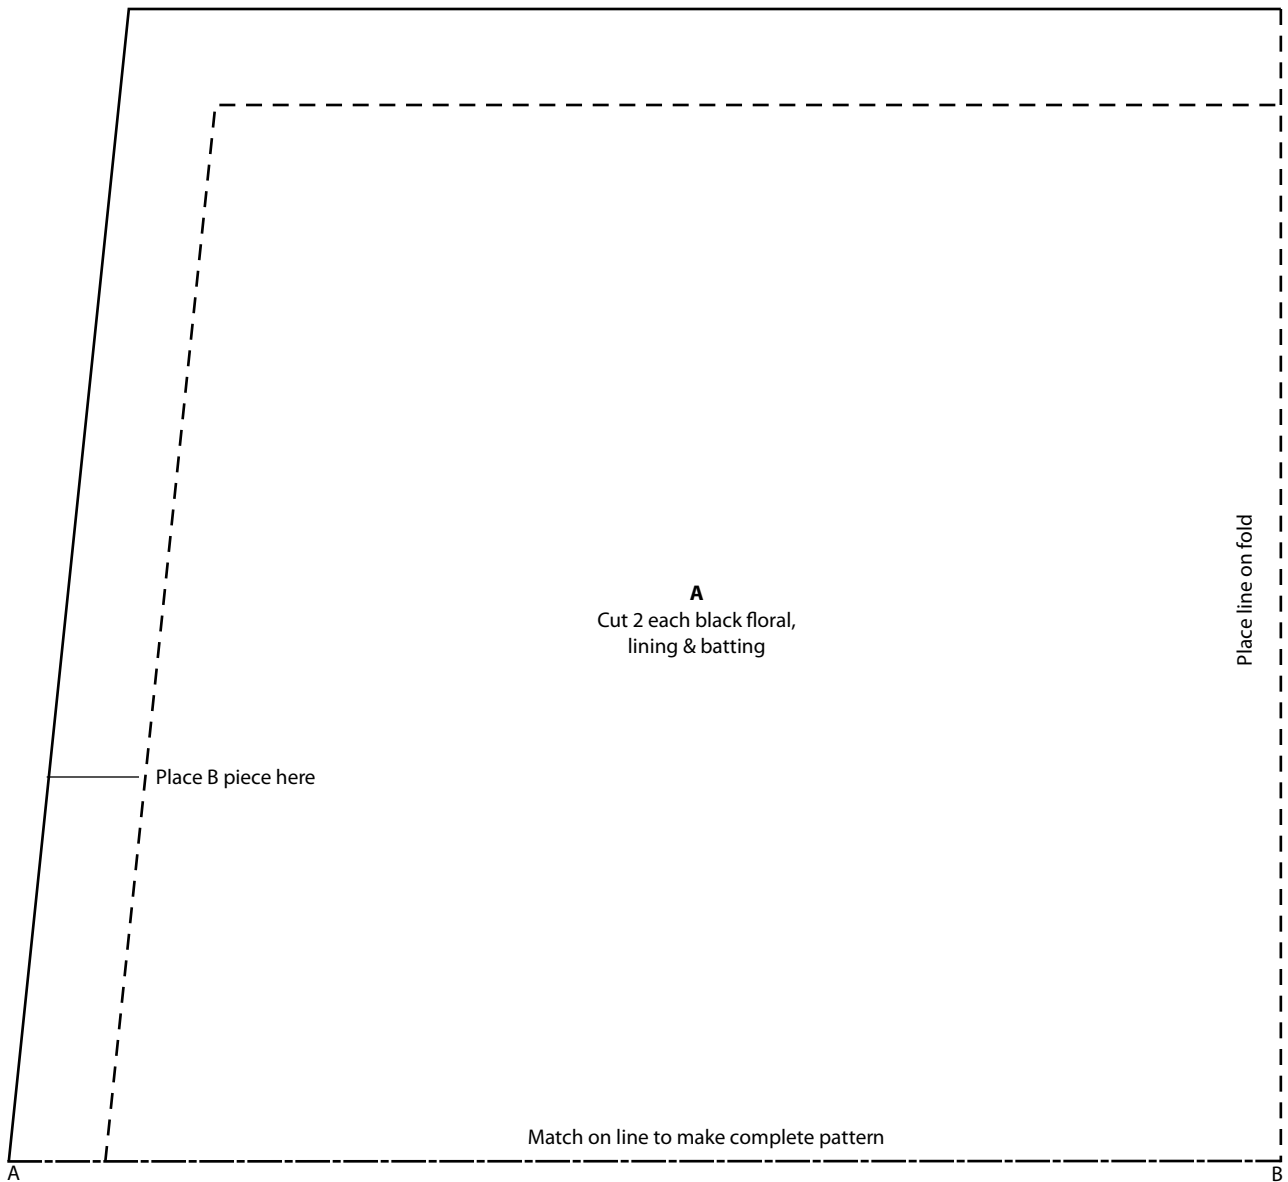 A
Cut 2 each black floral,
lining & batting
Place line on fold
Place B piece here
Match on line to make complete pattern
A
B